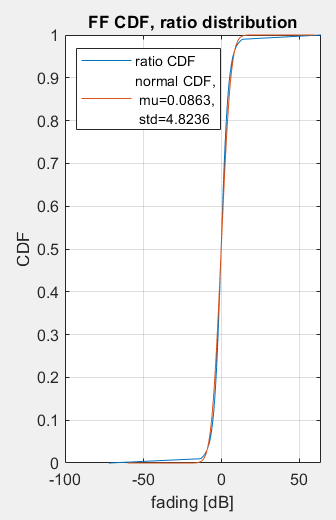 FF CDF, ratio distribution
1
0.9
0.8
0.7
0.6
0.5
0.4
0.3
0.2
0.1
0
CDF
ratio CDF
normal CDF,
mu=0.0863,
std=4.8236
-100
-50
0
50
fading [dB]